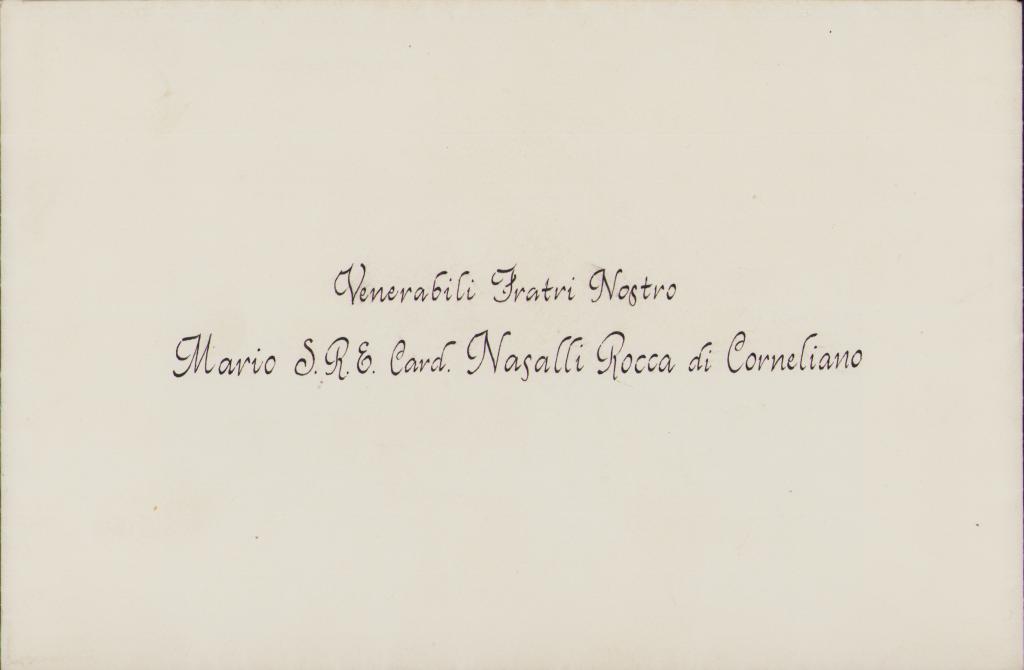 Venerabili Fratri Nostro
Mario S.R.E. Card. Nasalli Rocca di Corneliano